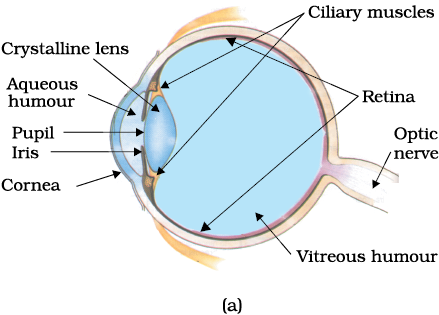 Ciliary muscles
Crystalline lens
Aqueous
humour
Retina
Pupil
Iris
Optic
nerve
Cornea
Vitreous humour
(a)